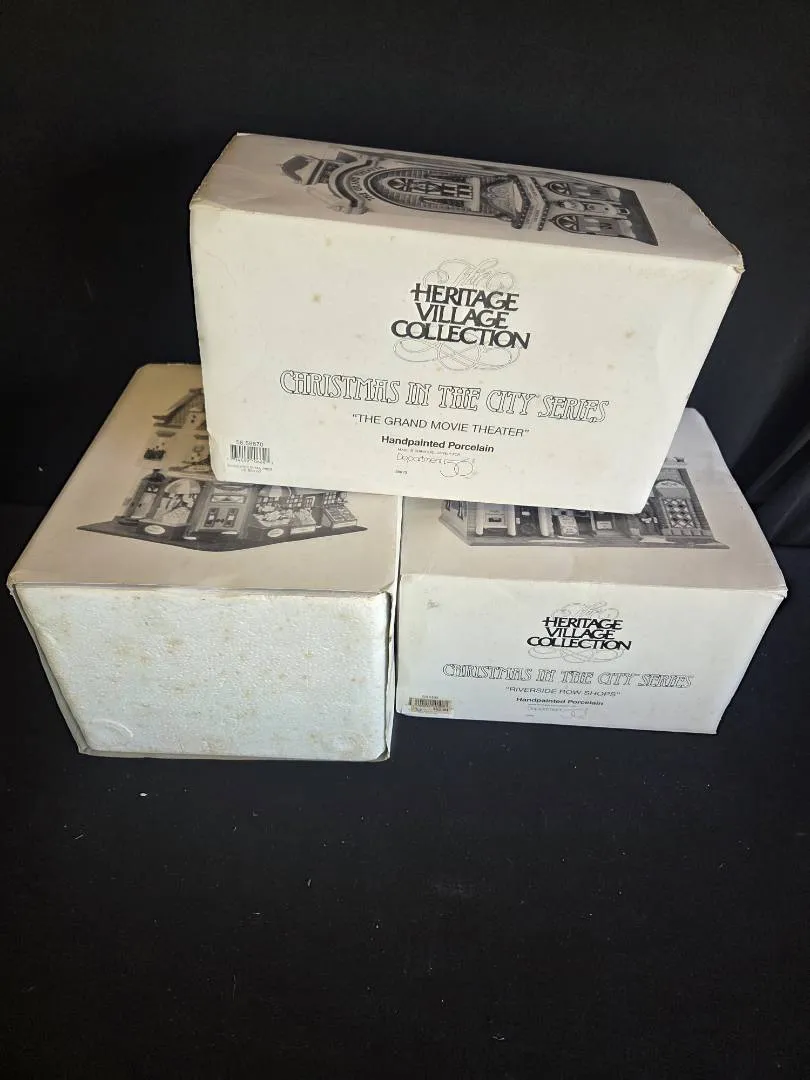 The
HERITAGE
VILLAGE
COLLECTION
CHRISTMAS IN THE CITY SERIES
"THE GRAND MOVIE THEATER"
Handpainted Porcelain
Department 56
58870
The
HERITAGE
VILLAGE
COLLECTION
CHRISTMAS IN THE CITY SERIES
"RIVERSIDE ROW SHOPS"
Handpainted Porcelain